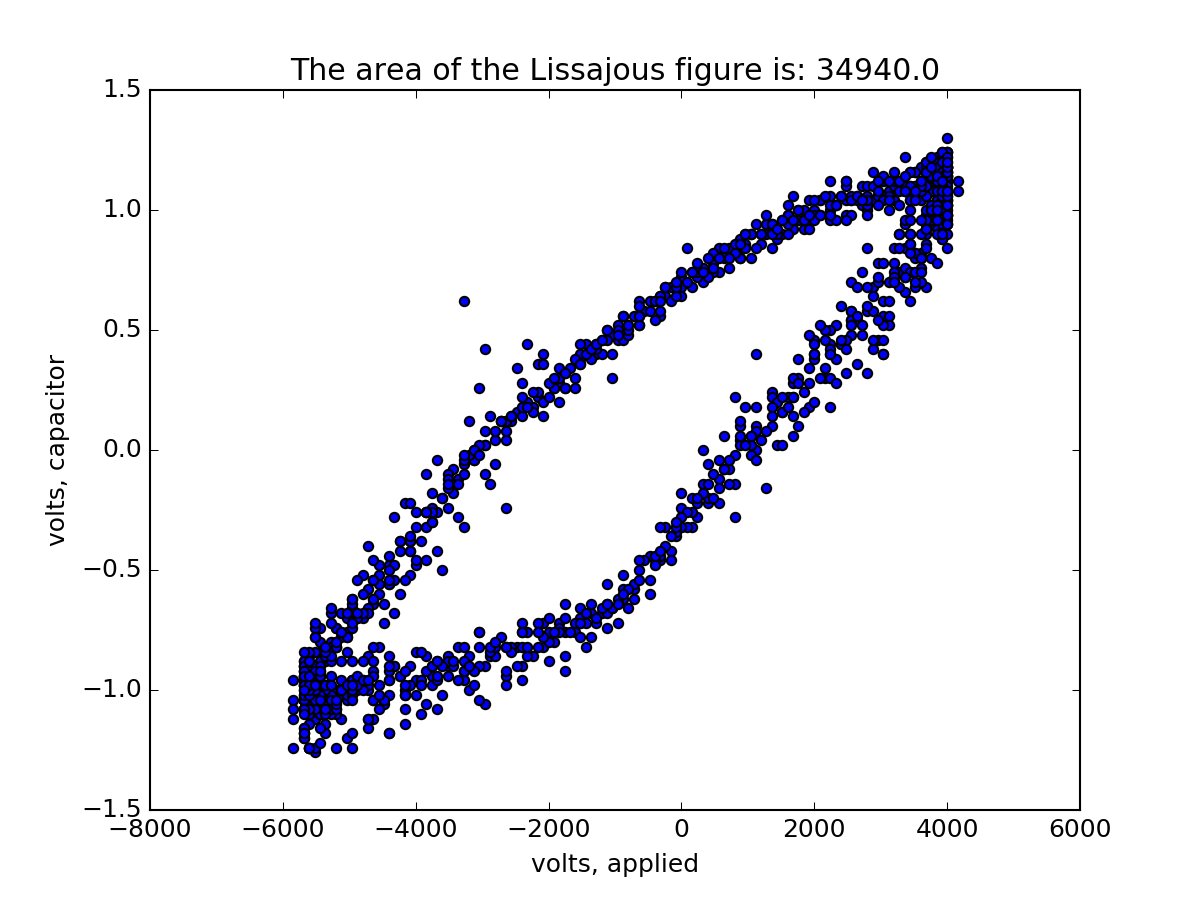 The area of the Lissajous figure is: 34940.0
1.5
1.0
0.5
0.0
−0.5
−1.0
−1.5
volts, capacitor
−8000 −6000 −4000 −2000 0 2000 4000 6000
volts, applied